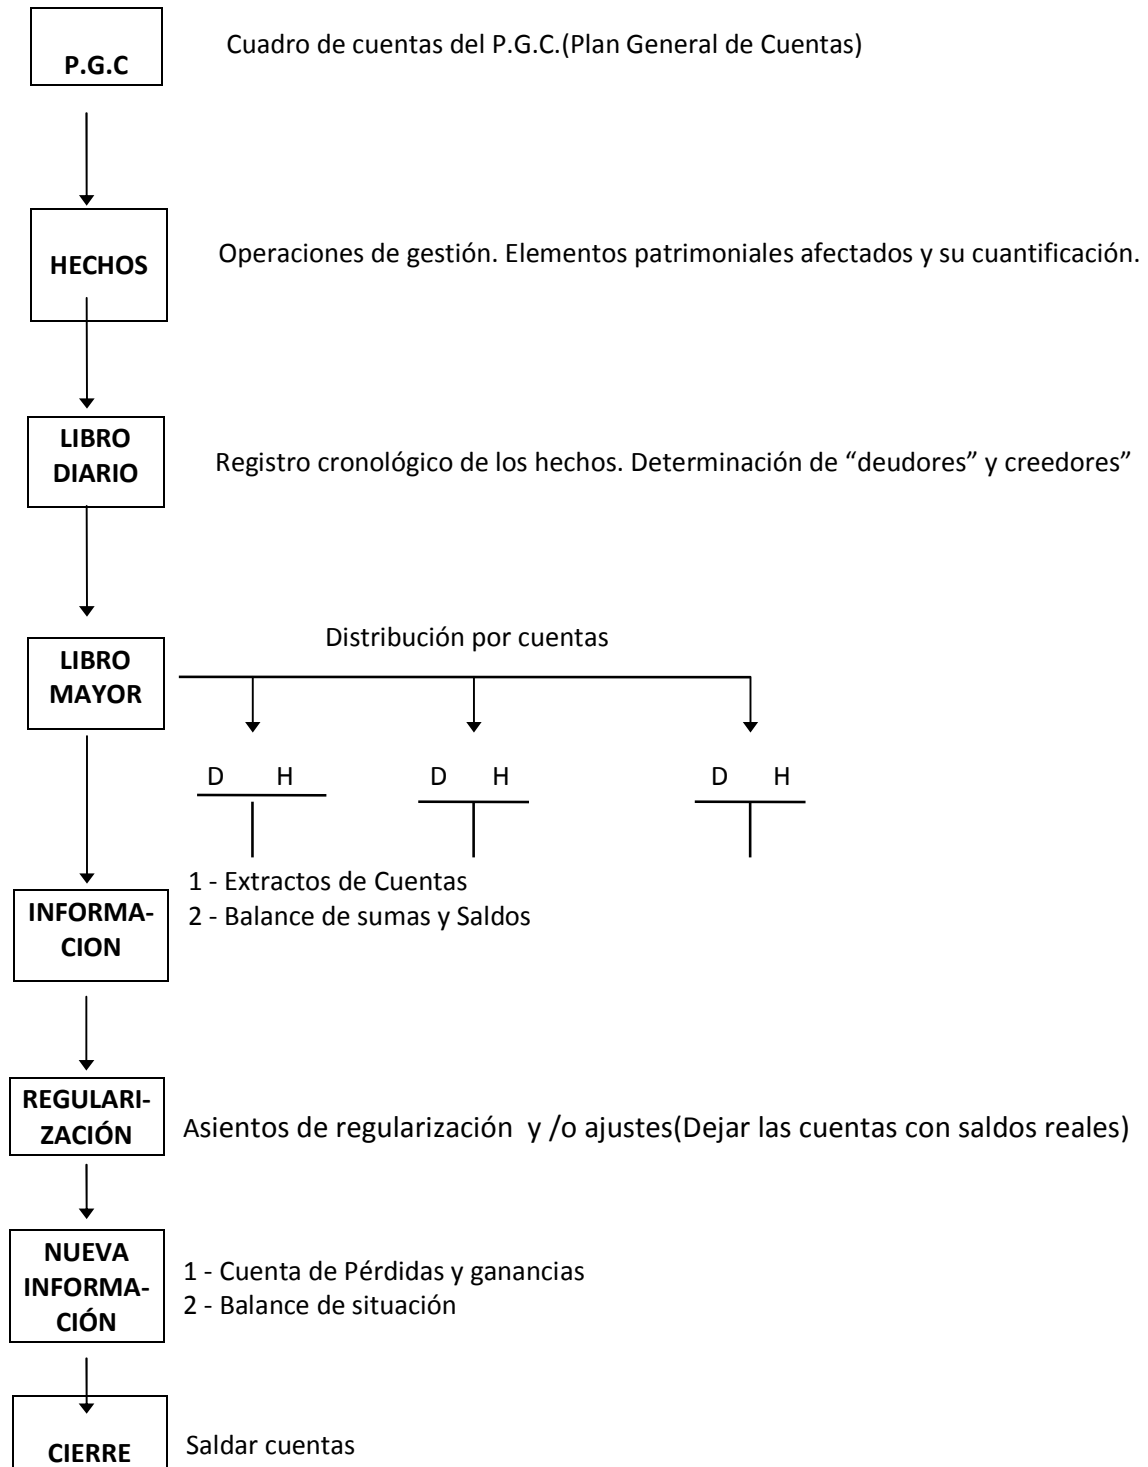 P.G.C
Cuadro de cuentas del P.G.C.(Plan General de Cuentas)
HECHOS
Operaciones de gestión. Elementos patrimoniales afectados y su cuantificación.
LIBRO
DIARIO
Registro cronológico de los hechos. Determinación de “deudores” y creedores”
LIBRO
MAYOR
Distribución por cuentas
D H
D H
D H
INFORMA-
CION
1 - Extractos de Cuentas
2 - Balance de sumas y Saldos
REGULARI-
ZACIÓN
Asientos de regularización y /o ajustes(Dejar las cuentas con saldos reales)
NUEVA
INFORMA-
CIÓN
1 - Cuenta de Pérdidas y ganancias
2 - Balance de situación
CIERRE
Saldar cuentas